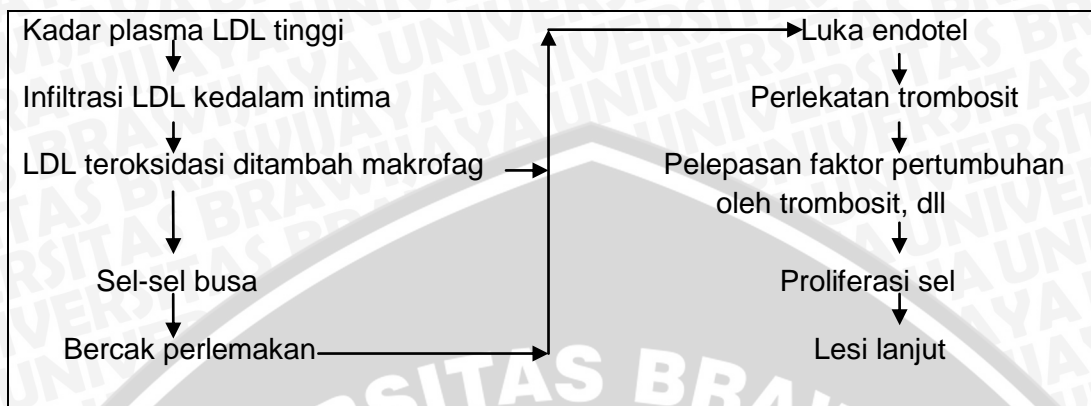 Kadar plasma LDL tinggi
Infiltrasi LDL kedalam intima
LDL teroksidasi ditambah makrofag
Sel-sel busa
Bercak perlemakan
Luka endotel
Perlekatan trombosit
Pelepasan faktor pertumbuhan
oleh trombosit, dll
Proliferasi sel
Lesi lanjut